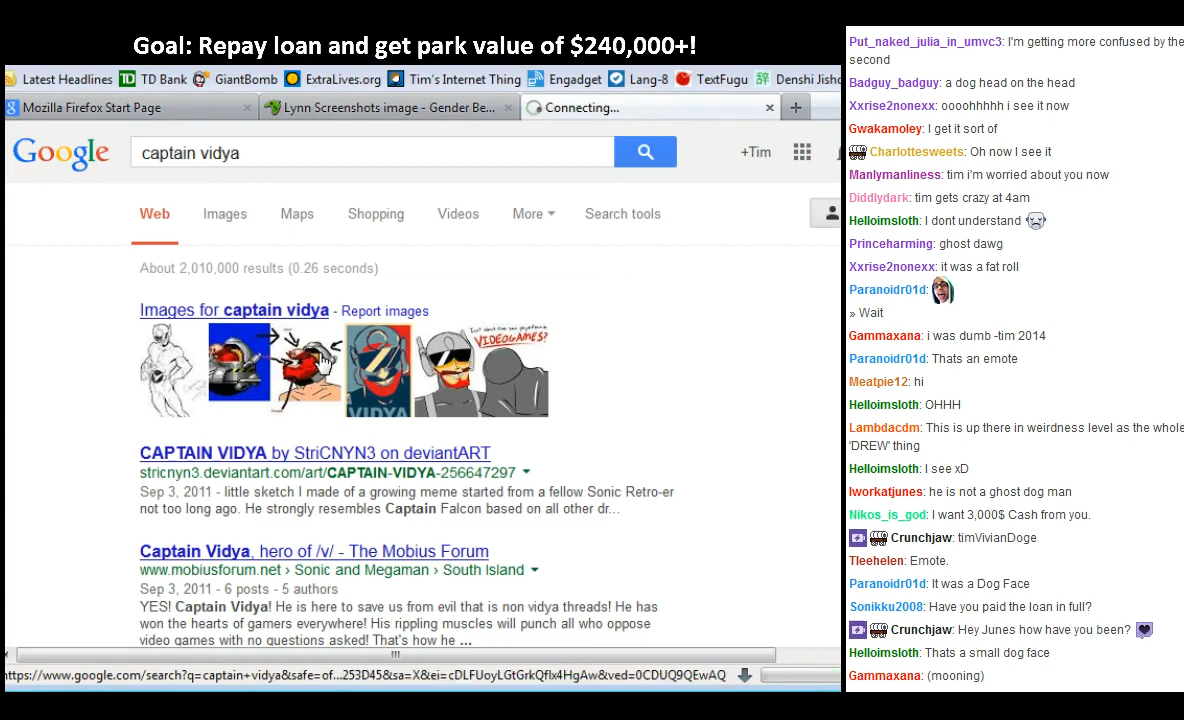 Goal: Repay loan and get park value of $240,000+!
Latest Headlines TD TD Bank GiantBomb ExtraLives.org Tim's Internet Thing Engadget Lang-8 TextFugu 辞 Denshi Jisho
Mozilla Firefox Start Page Lynn Screenshots image - Gender Be... Connecting...
Google captain vidya +Tim
Web Images Maps Shopping Videos More Search tools
About 2,010,000 results (0.26 seconds)
Images for captain vidya - Report images
VIDEOGAMES?
VIDYA
CAPTAIN VIDYA by StriCNYN3 on deviantART
stricnyn3.deviantart.com/art/CAPTAIN-VIDYA-256647297
Sep 3, 2011 - little sketch I made of a growing meme started from a fellow Sonic Retro-er
not too long ago. He strongly resembles Captain Falcon based on all other dr...
Captain Vidya, hero of /v/ - The Mobius Forum
www.mobiusforum.net › Sonic and Megaman › South Island
Sep 3, 2011 - 6 posts - 5 authors
YES! Captain Vidya! He is here to save us from evil that is non vidya threads! He has
won the hearts of gamers everywhere! His rippling muscles will punch all who oppose
video games with no questions asked! That's how he ...
https://www.google.com/search?q=captain+vidya&safe=of...253D45&sa=X&ei=cDLFUoyLGtGrkQfIx4HgAw&ved=0CDUQ9QEwAQ
Put_naked_julia_in_umvc3: I'm getting more confused by the
second
Badguy_badguy: a dog head on the head
Xxrise2nonexx: oooohhhhh i see it now
Gwakamoley: I get it sort of
Charlottesweets: Oh now I see it
Manlymanliness: tim i'm worried about you now
Diddlydark: tim gets crazy at 4am
Helloimsloth: I dont understand
Princeharming: ghost dawg
Xxrise2nonexx: it was a fat roll
Paranoidr01d:
» Wait
Gammaxana: i was dumb -tim 2014
Paranoidr01d: Thats an emote
Meatpie12: hi
Helloimsloth: OHHH
Lambdacdm: This is up there in weirdness level as the whole
'DREW' thing
Helloimsloth: I see xD
Iworkatjunes: he is not a ghost dog man
Nikos_is_god: I want 3,000$ Cash from you.
Crunchjaw: timVivianDoge
Tleehelen: Emote.
Paranoidr01d: It was a Dog Face
Sonikku2008: Have you paid the loan in full?
Crunchjaw: Hey Junes how have you been?
Helloimsloth: Thats a small dog face
Gammaxana: (mooning)